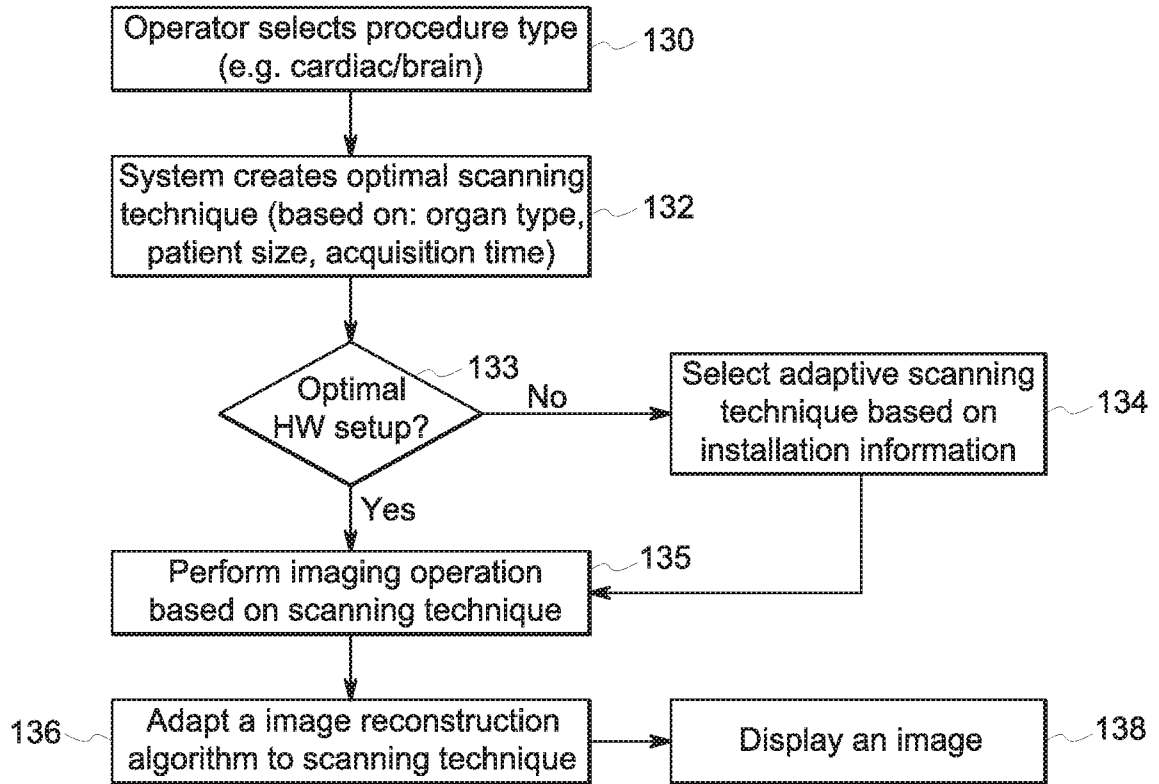 Operator selects procedure type
(e.g. cardiac/brain)
130
System creates optimal scanning
technique (based on: organ type,
patient size, acquisition time)
132
133
Optimal
HW setup?
No
Select adaptive scanning
technique based on
installation information
134
Yes
Perform imaging operation
based on scanning technique
135
136
Adapt a image reconstruction
algorithm to scanning technique
Display an image
138